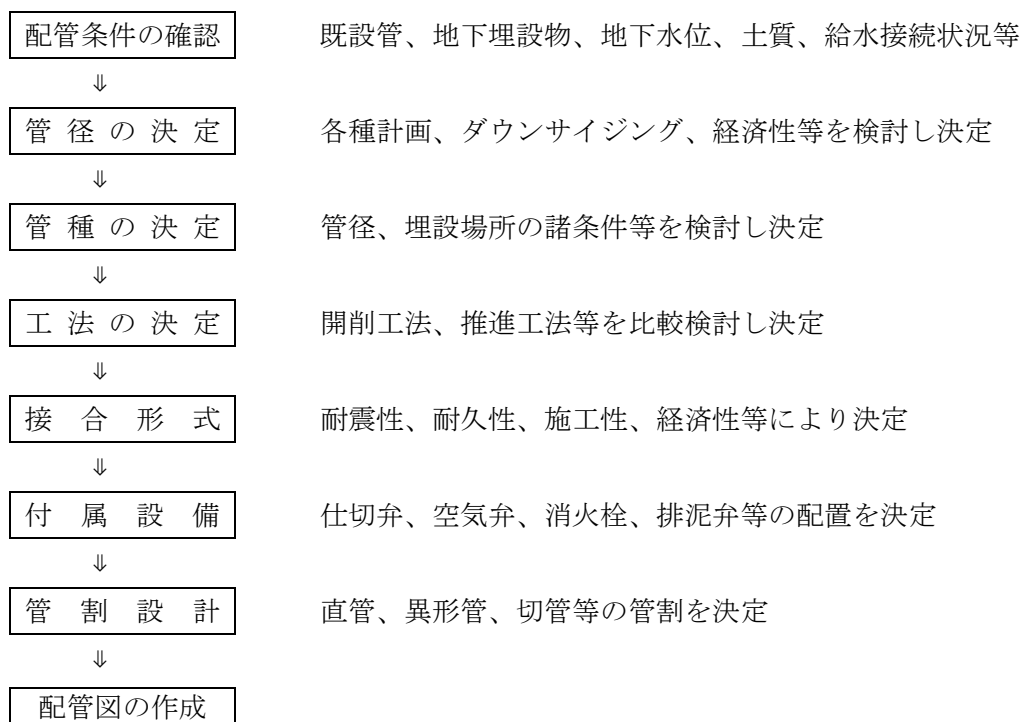 配管条件の確認 既設管、地下埋設物、地下水位、土質、給水接続状況等
⇓
管径の決定 各種計画、ダウンサイジング、経済性等を検討し決定
⇓
管種の決定 管径、埋設場所の諸条件等を検討し決定
⇓
工法の決定 開削工法、推進工法等を比較検討し決定
⇓
接合形式 耐震性、耐久性、施工性、経済性等により決定
⇓
付属設備 仕切弁、空気弁、消火栓、排泥弁等の配置を決定
⇓
管割設計 直管、異形管、切管等の管割を決定
⇓
配管図の作成